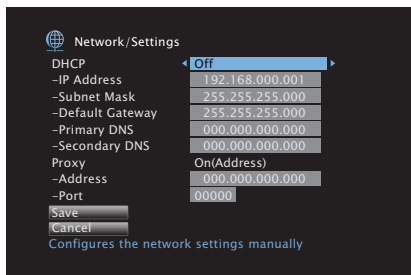 Network/Settings
DHCP Off
-IP Address 192.168.000.001
-Subnet Mask 255.255.255.000
-Default Gateway 255.255.255.000
-Primary DNS 000.000.000.000
-Secondary DNS 000.000.000.000
Proxy On(Address)
-Address 000.000.000.000
-Port 00000
Save
Cancel
Configures the network settings manually